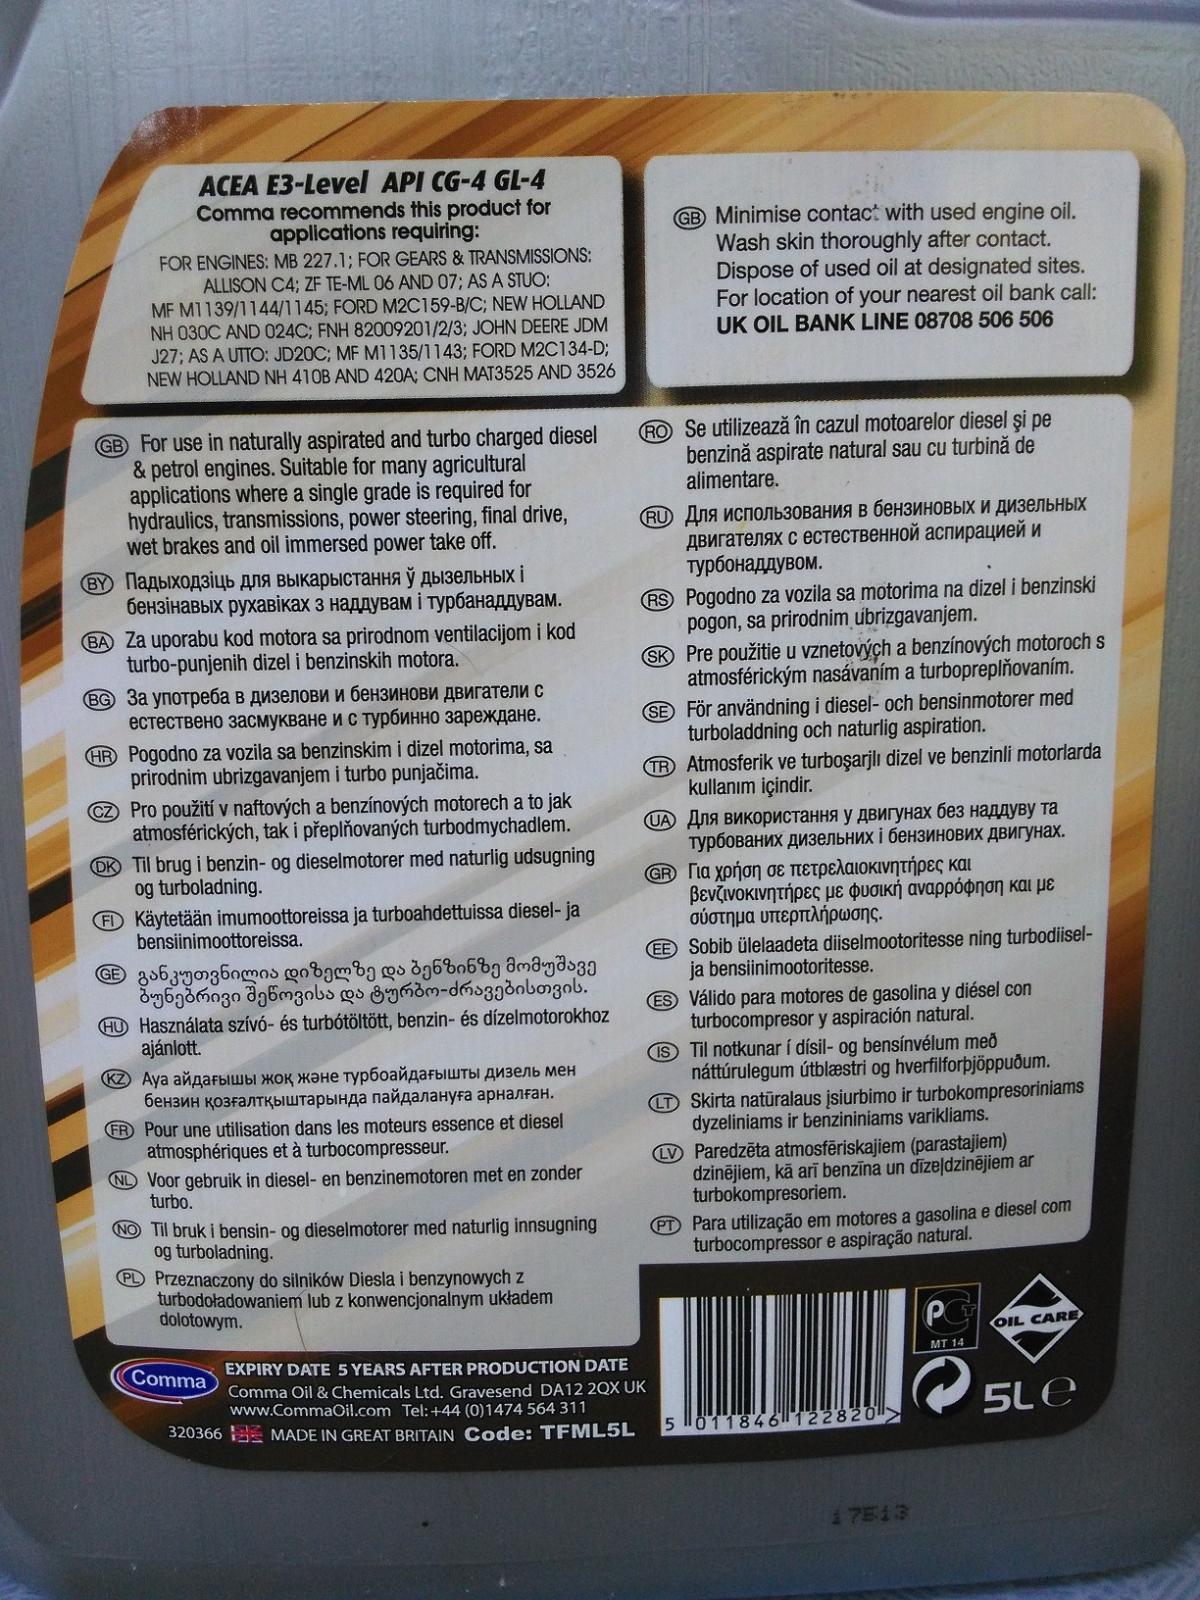 ACEA E3-Level API CG-4 GL-4
Comma recommends this product for
applications requiring:
FOR ENGINES: MB 227.1; FOR GEARS & TRANSMISSIONS:
ALLISON C4; ZF TE-ML 06 AND 07; AS A STUO:
MF M1139/1144/1145; FORD M2C159-B/C; NEW HOLLAND
NH 030C AND 024C; FNH 82009201/2/3; JOHN DEERE JDM
J27; AS A UTTO: JD20C; MF M1135/1143; FORD M2C134-D;
NEW HOLLAND NH 410B AND 420A; CNH MAT3525 AND 3526
GB Minimise contact with used engine oil.
Wash skin thoroughly after contact.
Dispose of used oil at designated sites.
For location of your nearest oil bank call:
UK OIL BANK LINE 08708 506 506
GB For use in naturally aspirated and turbo charged diesel
& petrol engines. Suitable for many agricultural
applications where a single grade is required for
hydraulics, transmissions, power steering, final drive,
wet brakes and oil immersed power take off.
BY Падыходзіць для выкарыстання ў дызельных і
бензінавых рухавіках з наддувам і турбанаддувам.
BA Za uporabu kod motora sa prirodnom ventilacijom i kod
turbo-punjenih dizel i benzinskih motora.
BG За употреба в дизелови и бензинови двигатели с
естествено засмукване и с турбинно зареждане.
HR Pogodno za vozila sa benzinskim i dizel motorima, sa
prirodnim ubrizgavanjem i turbo punjačima.
CZ Pro použití v naftových a benzínových motorech a to jak
atmosférických, tak i přeplňovaných turbodmychadlem.
DK Til brug i benzin- og dieselmotorer med naturlig udsugning
og turboladning.
FI Käytetään imumoottoreissa ja turboahdettuissa diesel- ja
bensiinimoottoreissa.
GE განკუთვნილია დიზელზე და ბენზინზე მომუშავე
ბუნებრივი შეწოვისა და ტურბო-ძრავებისთვის.
HU Használata szívó- és turbótöltött, benzin- és dízelmotorokhoz
ajánlott.
KZ Ауа айдағышы жоқ және турбоайдағышты дизель мен
бензин қозғалтқыштарында пайдалануға арналған.
FR Pour une utilisation dans les moteurs essence et diesel
atmosphériques et à turbocompresseur.
NL Voor gebruik in diesel- en benzinemotoren met en zonder
turbo.
NO Til bruk i bensin- og dieselmotorer med naturlig innsugning
og turboladning.
PL Przeznaczony do silników Diesla i benzynowych z
turbodoładowaniem lub z konwencjonalnym układem
dolotowym.
RO Se utilizează în cazul motoarelor diesel şi pe
benzină aspirate natural sau cu turbină de
alimentare.
RU Для использования в бензиновых и дизельных
двигателях с естественной аспирацией и
турбонаддувом.
RS Pogodno za vozila sa motorima na dizel i benzinski
pogon, sa prirodnim ubrizgavanjem.
SK Pre použitie u vznetových a benzínových motoroch s
atmosférickým nasávaním a turbopreplňovaním.
SE För användning i diesel- och bensinmotorer med
turboladdning och naturlig aspiration.
TR Atmosferik ve turboşarjlı dizel ve benzinli motorlarda
kullanım içindir.
UA Для використання у двигунах без наддуву та
турбованих дизельних і бензинових двигунах.
GR Για χρήση σε πετρελαιοκινητήρες και
βενζινοκινητήρες με φυσική αναρρόφηση και με
σύστημα υπερπλήρωσης.
EE Sobib ülelaadeta diiselmootoritesse ning turbodiisel-
ja bensiinimootoritesse.
ES Válido para motores de gasolina y diésel con
turbocompresor y aspiración natural.
IS Til notkunar í dísil- og bensínvélum með
náttúrulegum útblæstri og hverfilforþjöppuðum.
LT Skirta natūralaus įsiurbimo ir turbokompresoriniams
dyzeliniams ir benzininiams varikliams.
LV Paredzēta atmosfēriskajiem (parastajiem)
dzinējiem, kā arī benzīna un dīzeļdzinējiem ar
turbokompresoriem.
PT Para utilização em motores a gasolina e diesel com
turbocompressor e aspiração natural.
Comma
EXPIRY DATE 5 YEARS AFTER PRODUCTION DATE
Comma Oil & Chemicals Ltd. Gravesend DA12 2QX UK
www.CommaOil.com Tel:+44 (0)1474 564 311
320366 MADE IN GREAT BRITAIN Code: TFML5L
5 011846 122820 >
PCT
MT 14
OIL CARE
5L e
17513